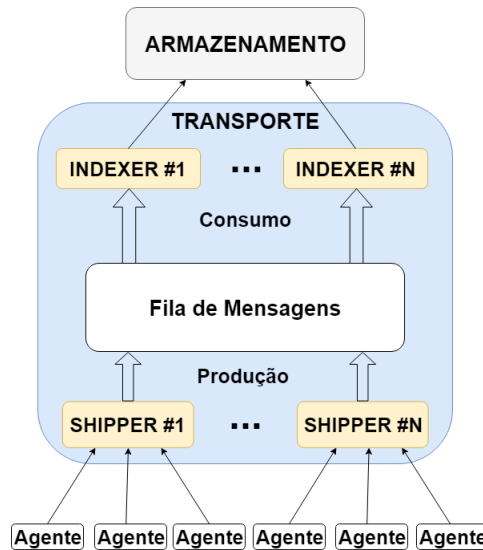 ARMAZENAMENTO
TRANSPORTE
INDEXER #1 ... INDEXER #N
Consumo
Fila de Mensagens
Produção
SHIPPER #1 ... SHIPPER #N
Agente Agente Agente Agente Agente Agente